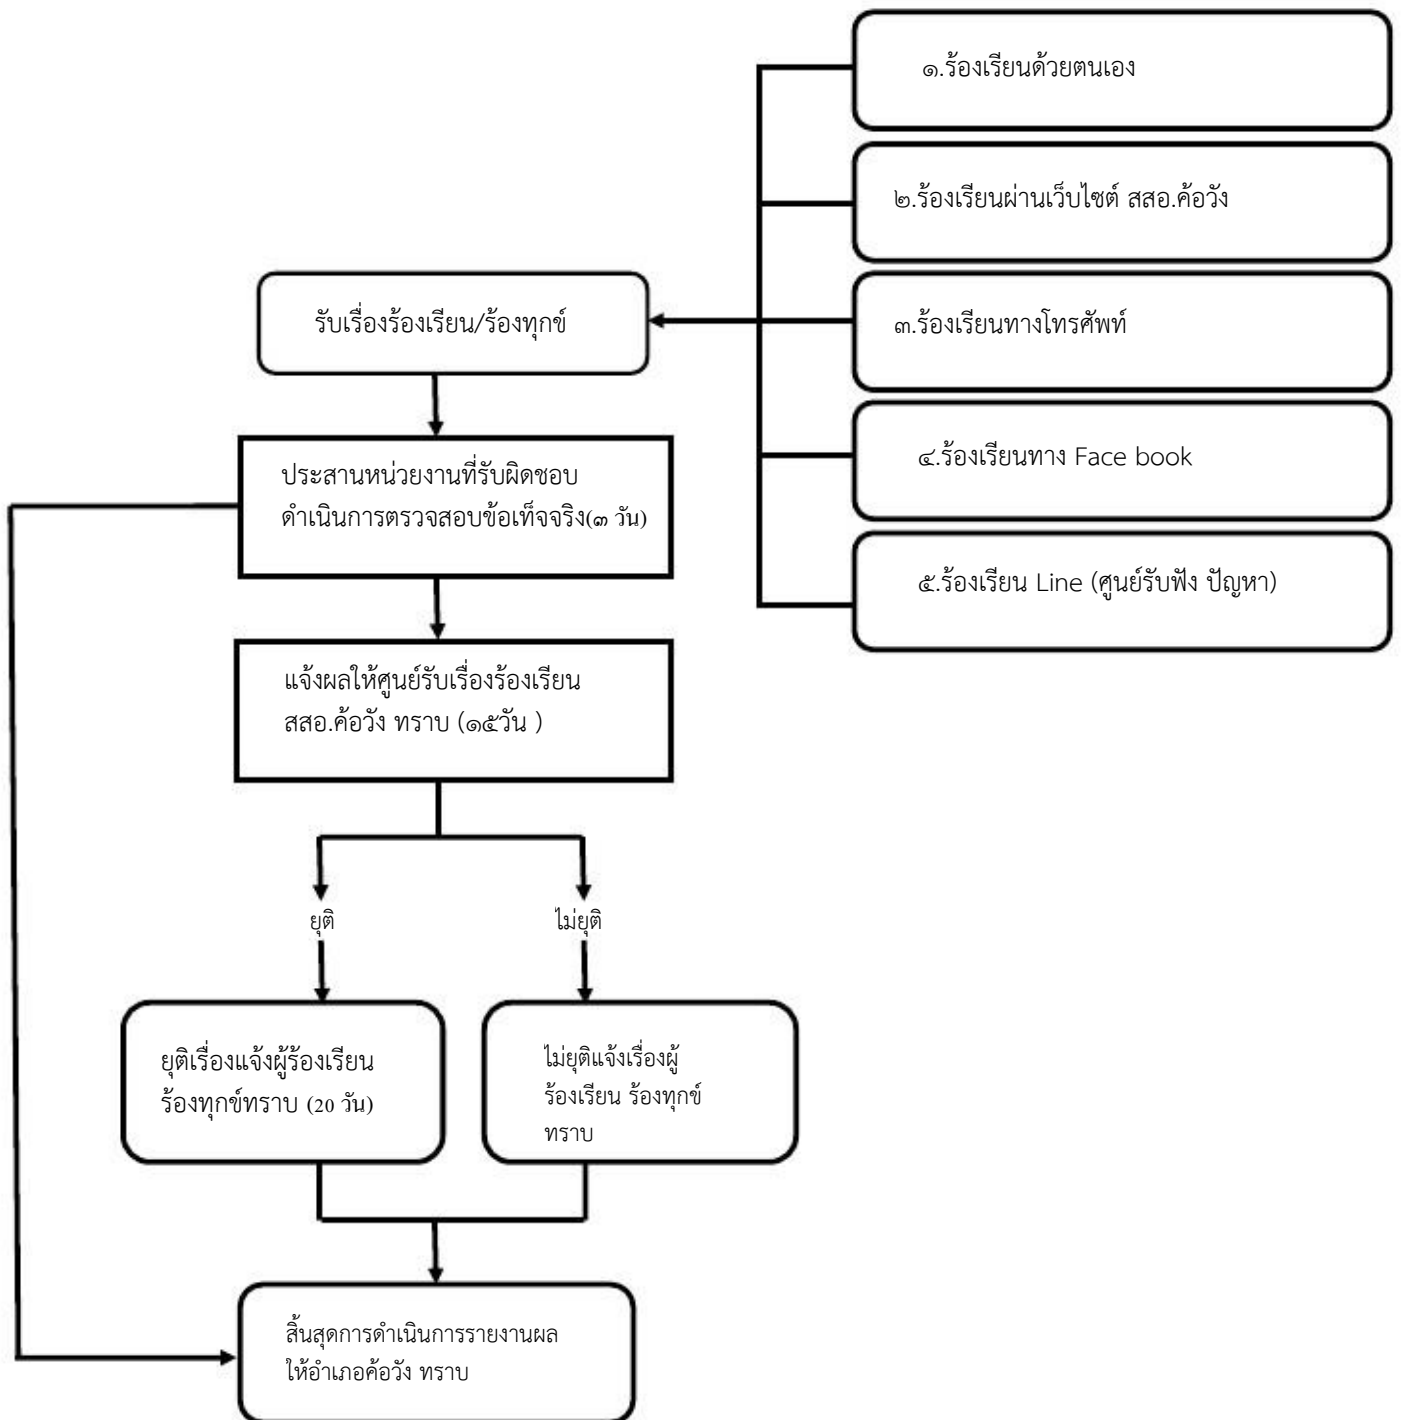 ๑.ร้องเรียนด้วยตนเอง
๒.ร้องเรียนผ่านเว็บไซต์ สสอ.ค้อวัง
๓.ร้องเรียนทางโทรศัพท์
๔.ร้องเรียนทาง Face book
๕.ร้องเรียน Line (ศูนย์รับฟัง ปัญหา)
รับเรื่องร้องเรียน/ร้องทุกข์
ประสานหน่วยงานที่รับผิดชอบ
ดำเนินการตรวจสอบข้อเท็จจริง(๓ วัน)
แจ้งผลให้ศูนย์รับเรื่องร้องเรียน
สสอ.ค้อวัง ทราบ (๑๕วัน )
ยุติ
ไม่ยุติ
ยุติเรื่องแจ้งผู้ร้องเรียน
ร้องทุกข์ทราบ (20 วัน)
ไม่ยุติแจ้งเรื่องผู้
ร้องเรียน ร้องทุกข์
ทราบ
สิ้นสุดการดำเนินการรายงานผล
ให้อำเภอค้อวัง ทราบ